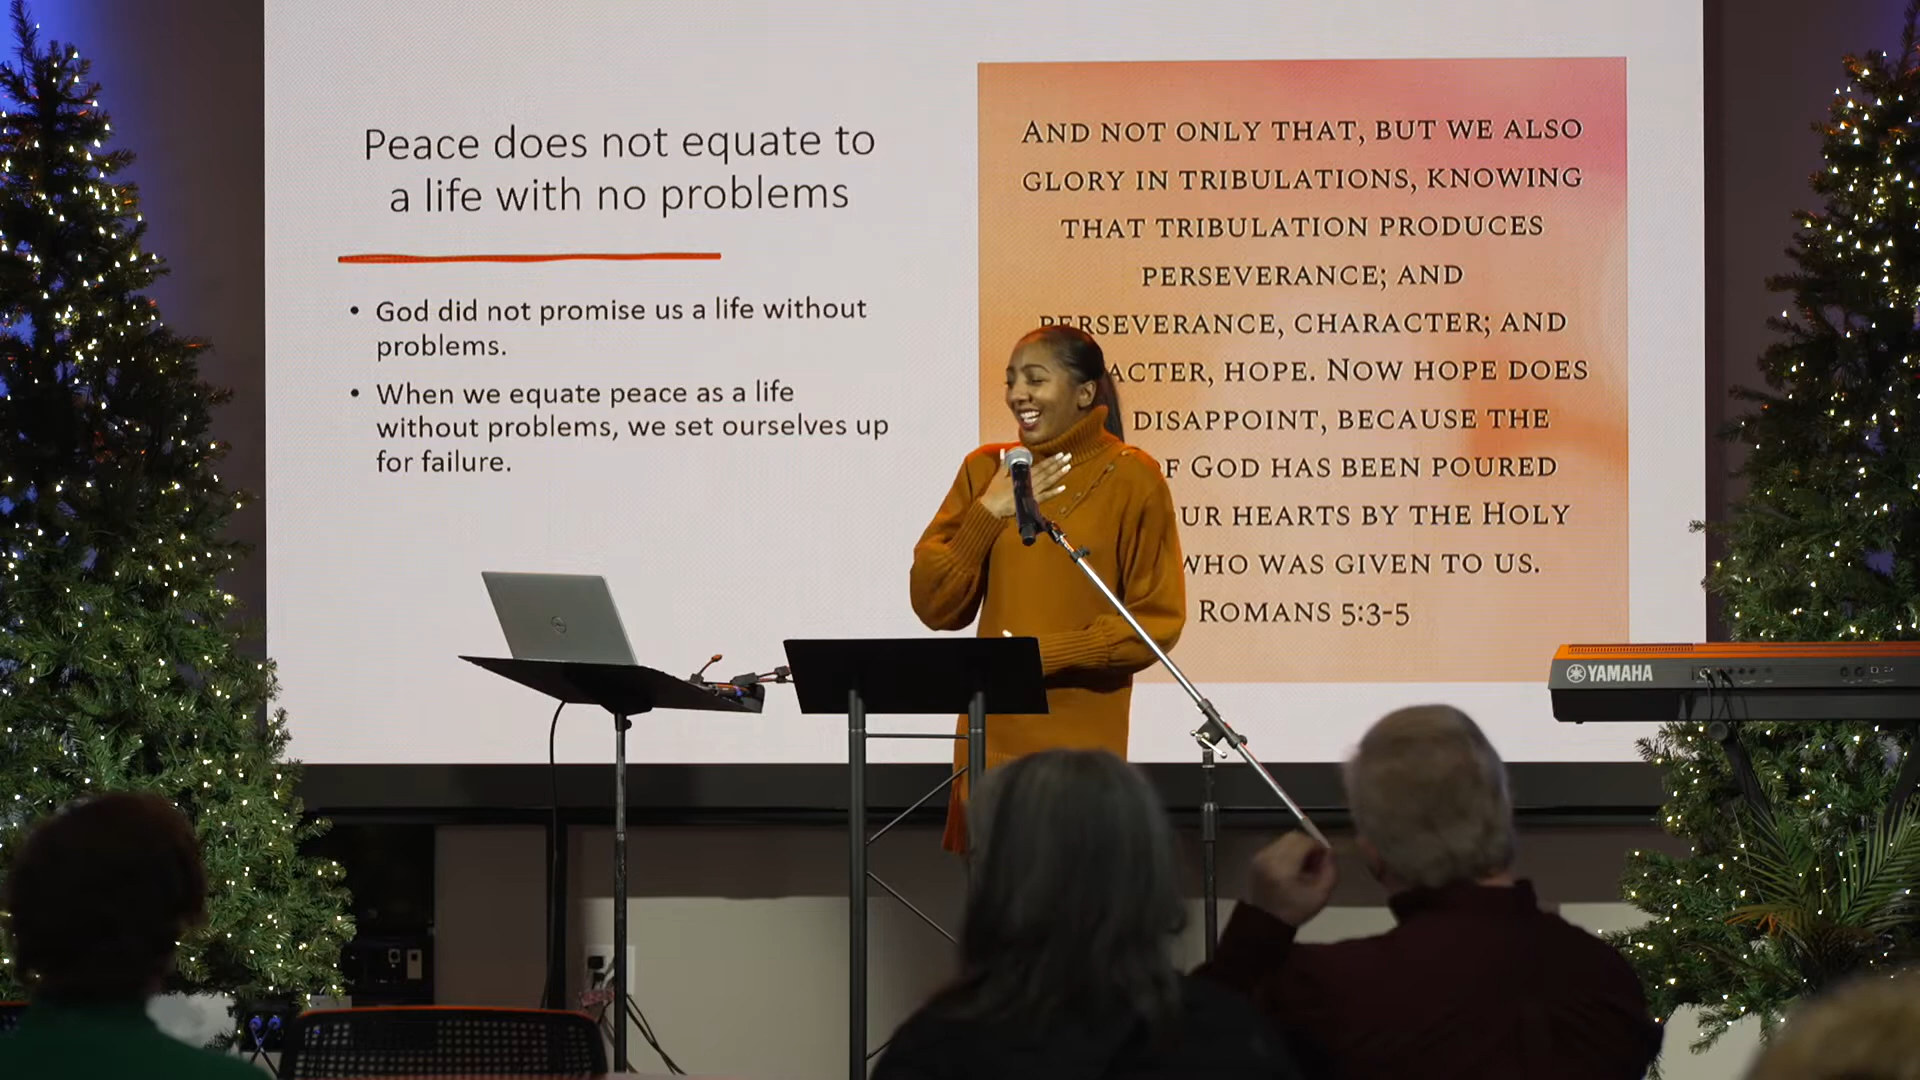 Peace does not equate to
a life with no problems
• God did not promise us a life without
problems.
• When we equate peace as a life
without problems, we set ourselves up
for failure.
AND NOT ONLY THAT, BUT WE ALSO
GLORY IN TRIBULATIONS, KNOWING
THAT TRIBULATION PRODUCES
PERSEVERANCE; AND
PERSEVERANCE, CHARACTER; AND
ACTER, HOPE. NOW HOPE DOES
DISAPPOINT, BECAUSE THE
OF GOD HAS BEEN POURED
UR HEARTS BY THE HOLY
WHO WAS GIVEN TO US.
ROMANS 5:3-5
YAMAHA